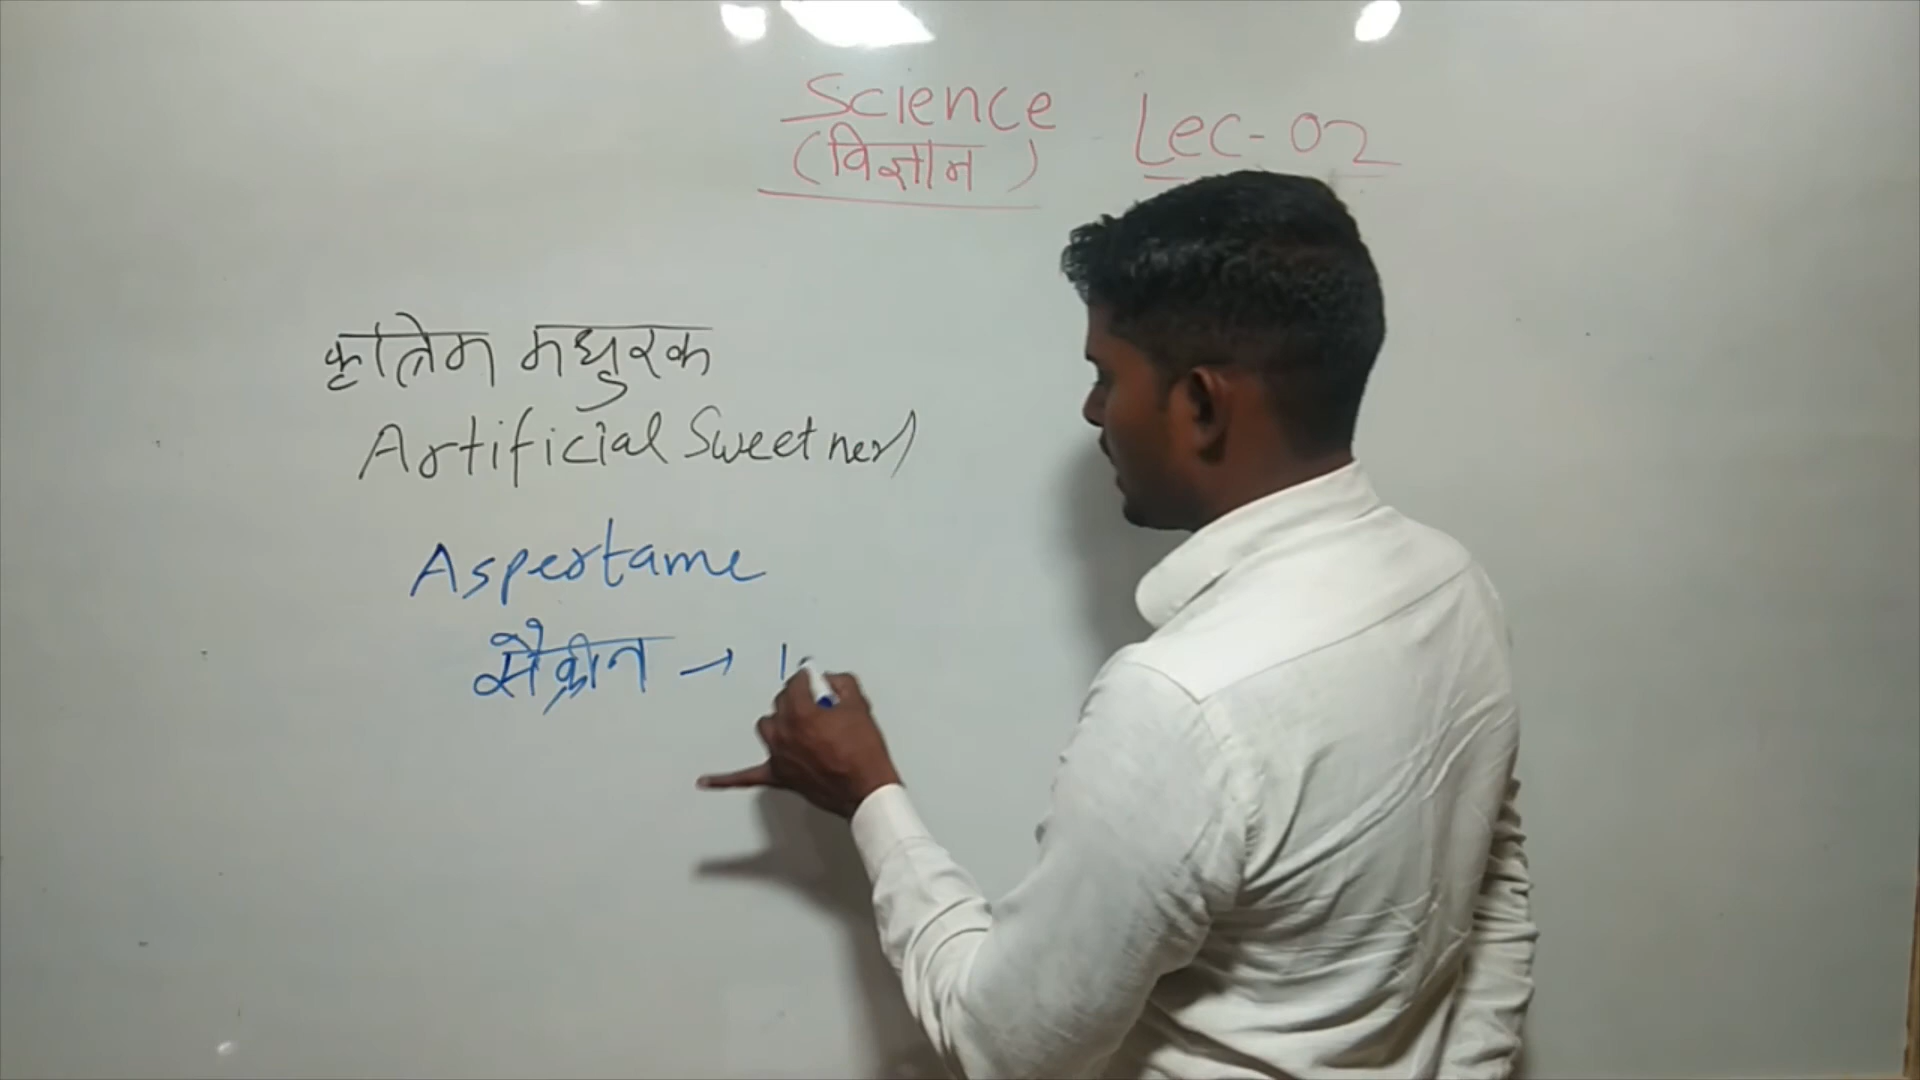 Science Lec-02
(विज्ञान)
कृत्रिम मधुरक
Artificial Sweetner)
Aspertame
सैक्रीन →